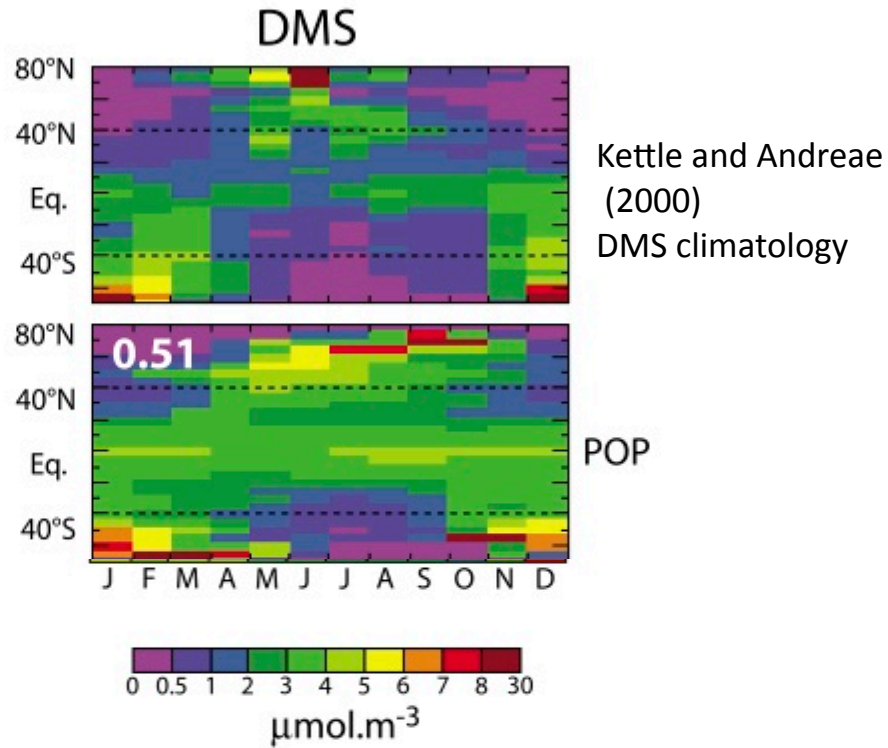 DMS
80°N
40°N
Eq.
40°S
Kettle and Andreae
(2000)
DMS climatology
80°N
0.51
40°N
Eq.
40°S
POP
J F M A M J J A S O N D
0 0.5 1 2 3 4 5 6 7 8 30
μmol.m⁻³